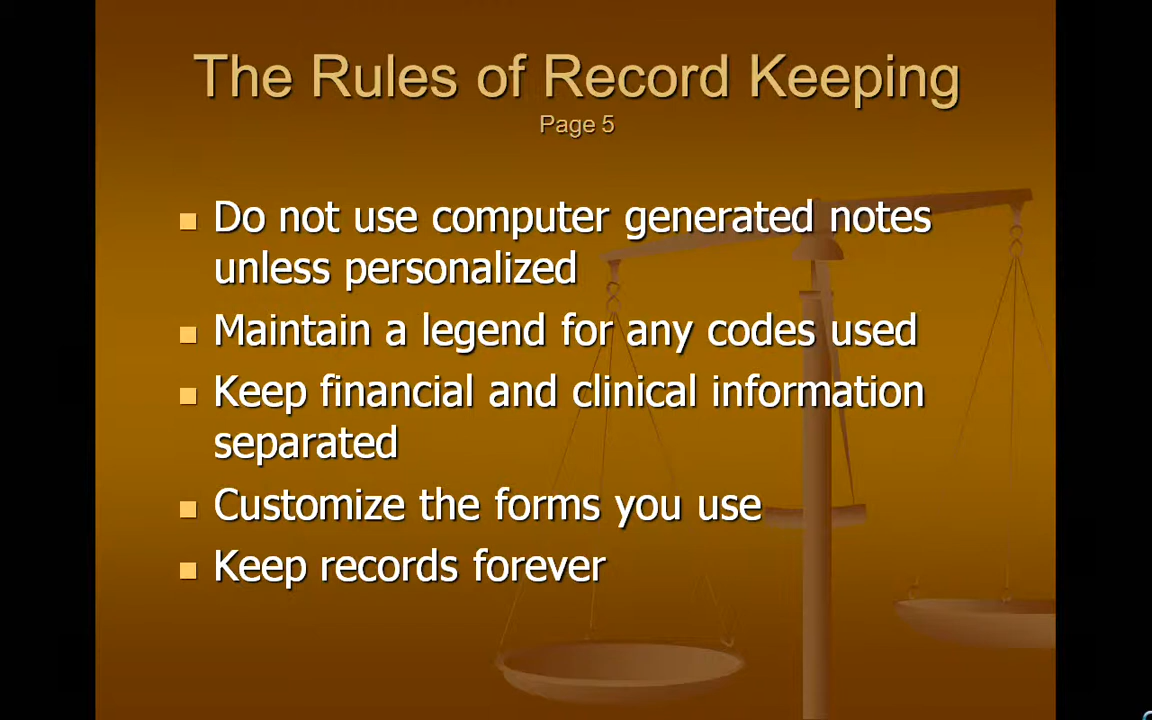 The Rules of Record Keeping
Page 5
Do not use computer generated notes
unless personalized
Maintain a legend for any codes used
Keep financial and clinical information
separated
Customize the forms you use
Keep records forever